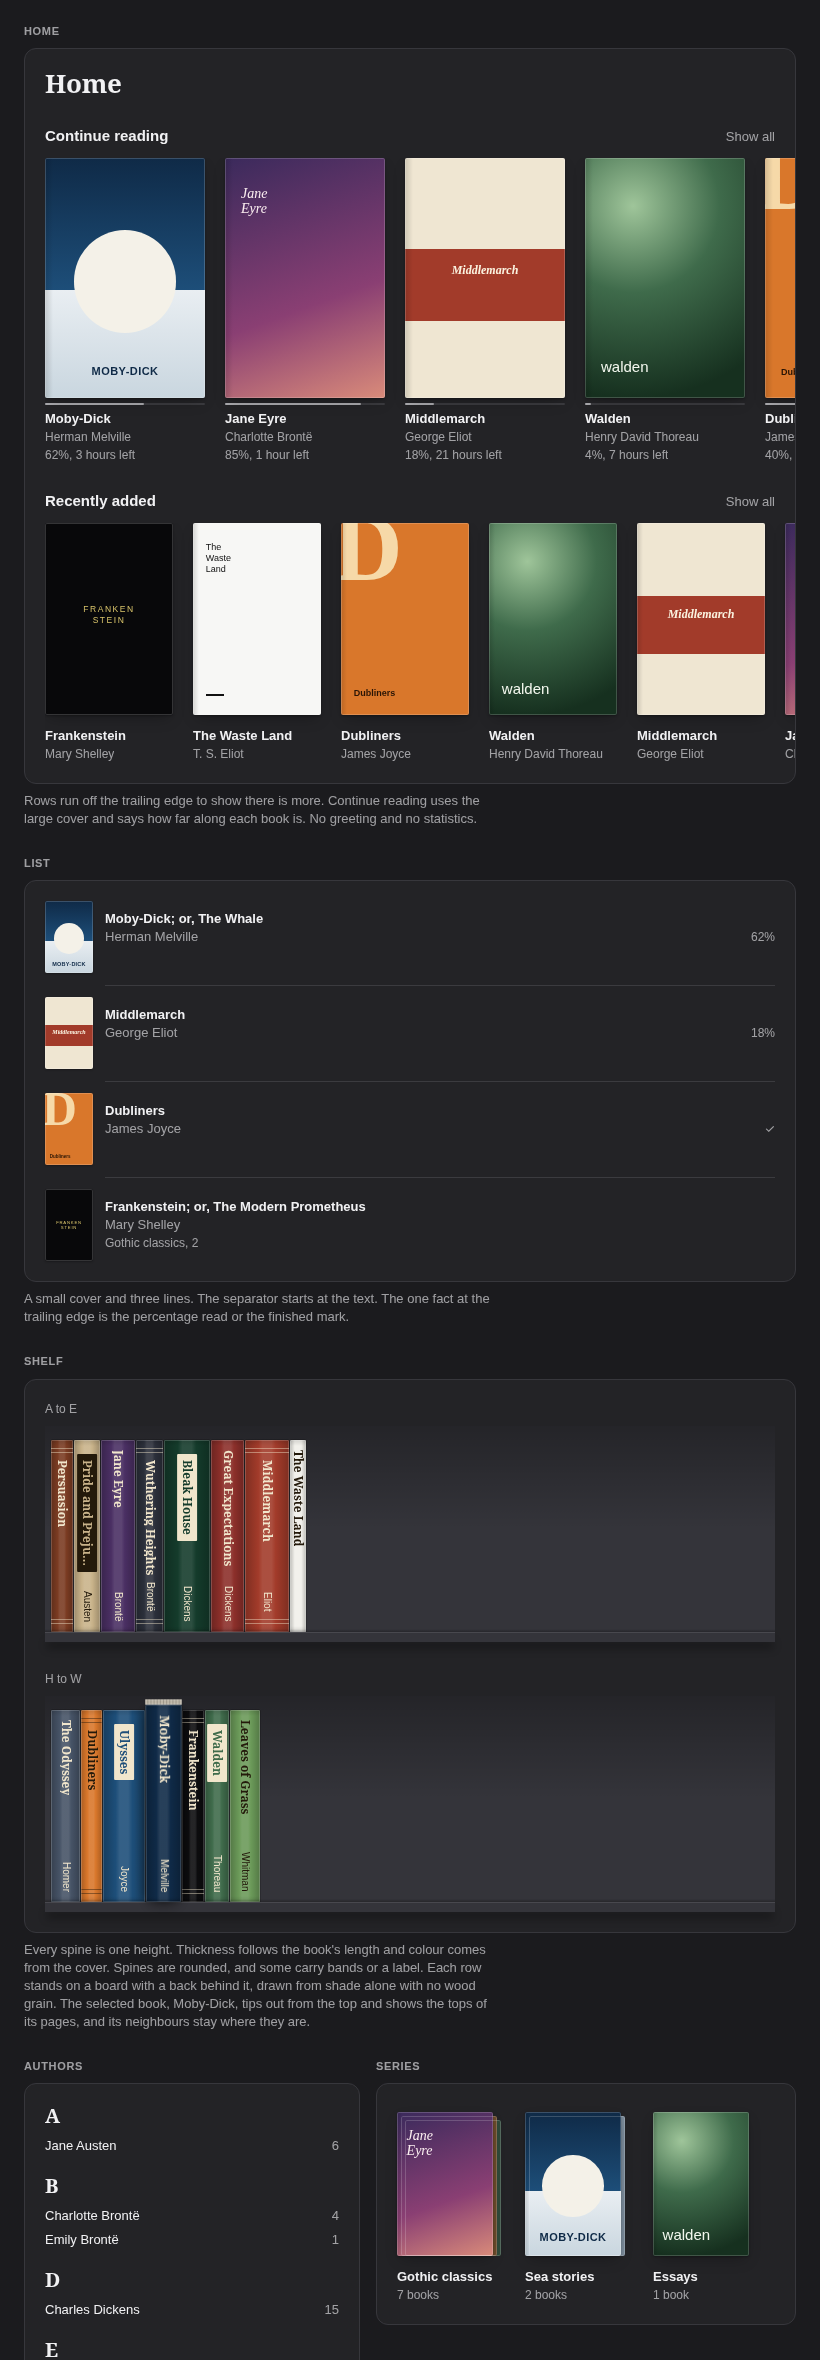 HOME
Home
Continue reading
Show all
Jane
Eyre
Middlemarch
MOBY-DICK
walden
Dub
Moby-Dick
Jane Eyre
Middlemarch
Walden
Dubl
Herman Melville
Charlotte Brontë
George Eliot
Henry David Thoreau
James
62%, 3 hours left
85%, 1 hour left
18%, 21 hours left
4%, 7 hours left
40%,
Recently added
Show all
FRANKEN
STEIN
The
Waste
Land
D
Dubliners
walden
Middlemarch
Frankenstein
The Waste Land
Dubliners
Walden
Middlemarch
Mary Shelley
T. S. Eliot
James Joyce
Henry David Thoreau
George Eliot
Rows run off the trailing edge to show there is more. Continue reading uses the
large cover and says how far along each book is. No greeting and no statistics.
LIST
MOBY-DICK
Moby-Dick; or, The Whale
Herman Melville
62%
Middlemarch
Middlemarch
George Eliot
18%
D
Dubliners
Dubliners
James Joyce
FRANKEN
STEIN
Frankenstein; or, The Modern Prometheus
Mary Shelley
Gothic classics, 2
A small cover and three lines. The separator starts at the text. The one fact at the
trailing edge is the percentage read or the finished mark.
SHELF
A to E
Persuasion
Pride and Preju…
Austen
Jane Eyre
Brontë
Wuthering Heights
Brontë
Bleak House
Dickens
Great Expectations
Dickens
Middlemarch
Eliot
The Waste Land
H to W
The Odyssey
Homer
Dubliners
Ulysses
Joyce
Moby-Dick
Melville
Frankenstein
Walden
Thoreau
Leaves of Grass
Whitman
Every spine is one height. Thickness follows the book's length and colour comes
from the cover. Spines are rounded, and some carry bands or a label. Each row
stands on a board with a back behind it, drawn from shade alone with no wood
grain. The selected book, Moby-Dick, tips out from the top and shows the tops of
its pages, and its neighbours stay where they are.
AUTHORS
A
Jane Austen
6
B
Charlotte Brontë
4
Emily Brontë
1
D
Charles Dickens
15
E
SERIES
Jane
Eyre
MOBY-DICK
walden
Gothic classics
Sea stories
Essays
7 books
2 books
1 book